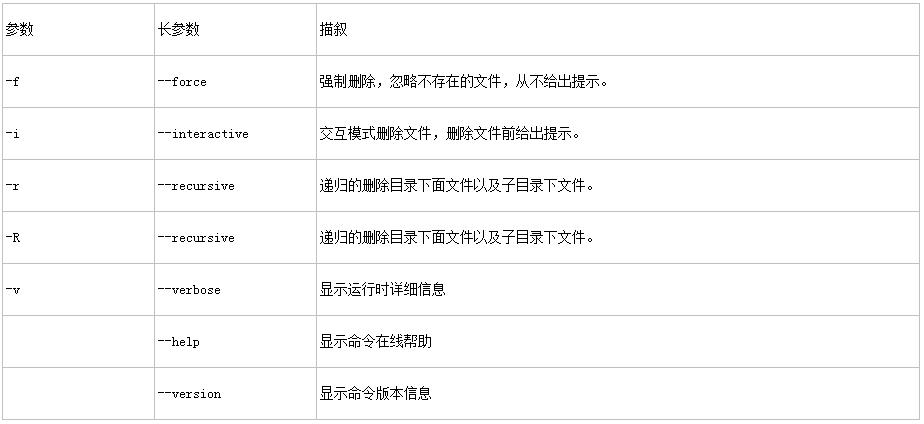 参数 长参数 描叙
-f --force 强制删除，忽略不存在的文件，从不给出提示。
-i --interactive 交互模式删除文件，删除文件前给出提示。
-r --recursive 递归的删除目录下面文件以及子目录下文件。
-R --recursive 递归的删除目录下面文件以及子目录下文件。
-v --verbose 显示运行时详细信息
--help 显示命令在线帮助
--version 显示命令版本信息